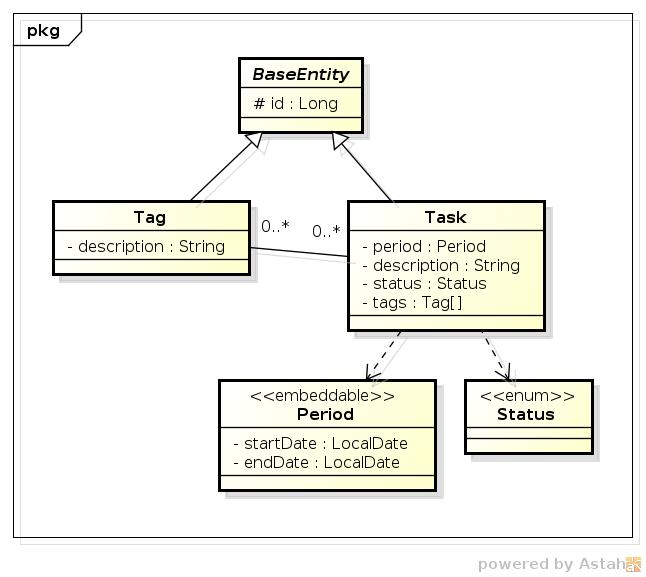 pkg
BaseEntity
# id : Long
Tag
- description : String
0..*
0..*
Task
- period : Period
- description : String
- status : Status
- tags : Tag[]
<<embeddable>>
Period
- startDate : LocalDate
- endDate : LocalDate
<<enum>>
Status
powered by Astah